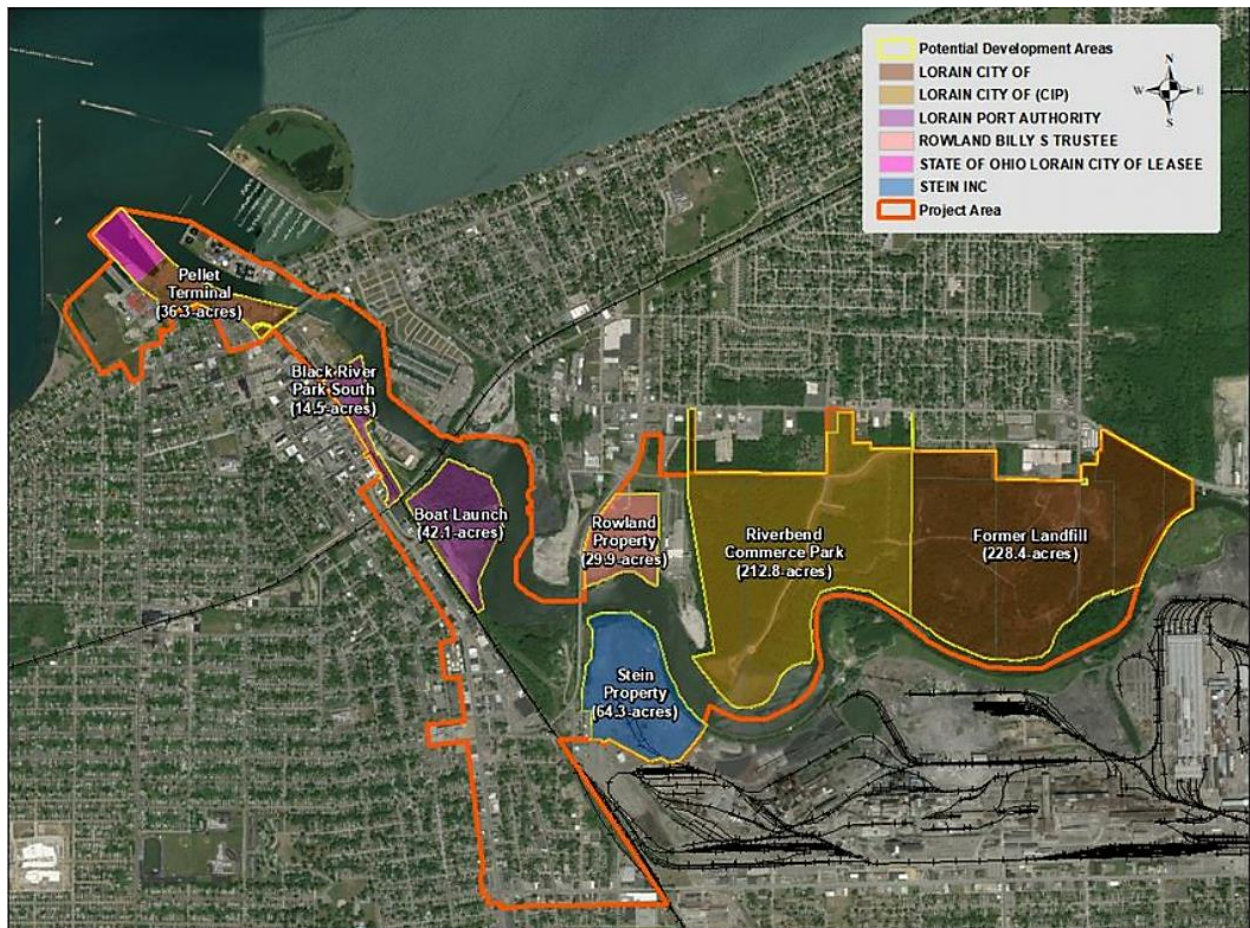 Potential Development Areas
LORAIN CITY OF
LORAIN CITY OF (CIP)
LORAIN PORT AUTHORITY
ROWLAND BILLY S TRUSTEE
STATE OF OHIO LORAIN CITY OF LEASEE
STEIN INC
Project Area
N
W E
S
Pellet
Terminal
(36.3-acres)
Black River
Park South
(14.5-acres)
Boat Launch
(42.1-acres)
Rowland
Property
(29.9-acres)
Riverbend
Commerce Park
(212.8-acres)
Former Landfill
(228.4-acres)
Stein
Property
(64.3-acres)